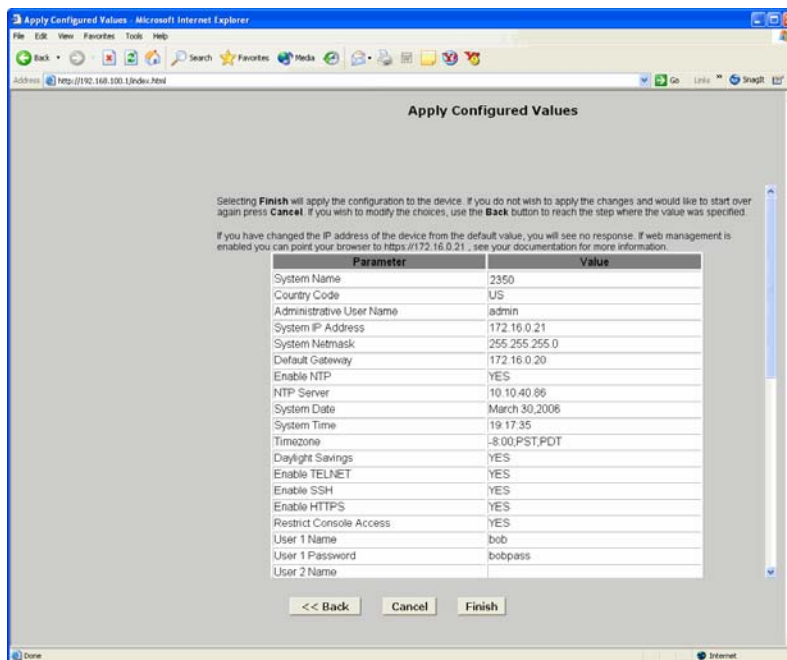 Apply Configured Values - Microsoft Internet Explorer
File Edit View Favorites Tools Help
Back Search Favorites Media
Address http://192.168.100.1/index.html Go Links » SnagIt
Apply Configured Values
Selecting Finish will apply the configuration to the device. If you do not wish to apply the changes and would like to start over
again press Cancel. If you wish to modify the choices, use the Back button to reach the step where the value was specified.
If you have changed the IP address of the device from the default value, you will see no response. If web management is
enabled you can point your browser to https://172.16.0.21 , see your documentation for more information.
Parameter Value
System Name 2350
Country Code US
Administrative User Name admin
System IP Address 172.16.0.21
System Netmask 255.255.255.0
Default Gateway 172.16.0.20
Enable NTP YES
NTP Server 10.10.40.86
System Date March 30,2006
System Time 19:17:35
Timezone -8:00,PST,PDT
Daylight Savings YES
Enable TELNET YES
Enable SSH YES
Enable HTTPS YES
Restrict Console Access YES
User 1 Name bob
User 1 Password bobpass
User 2 Name
<< Back Cancel Finish
Done Internet